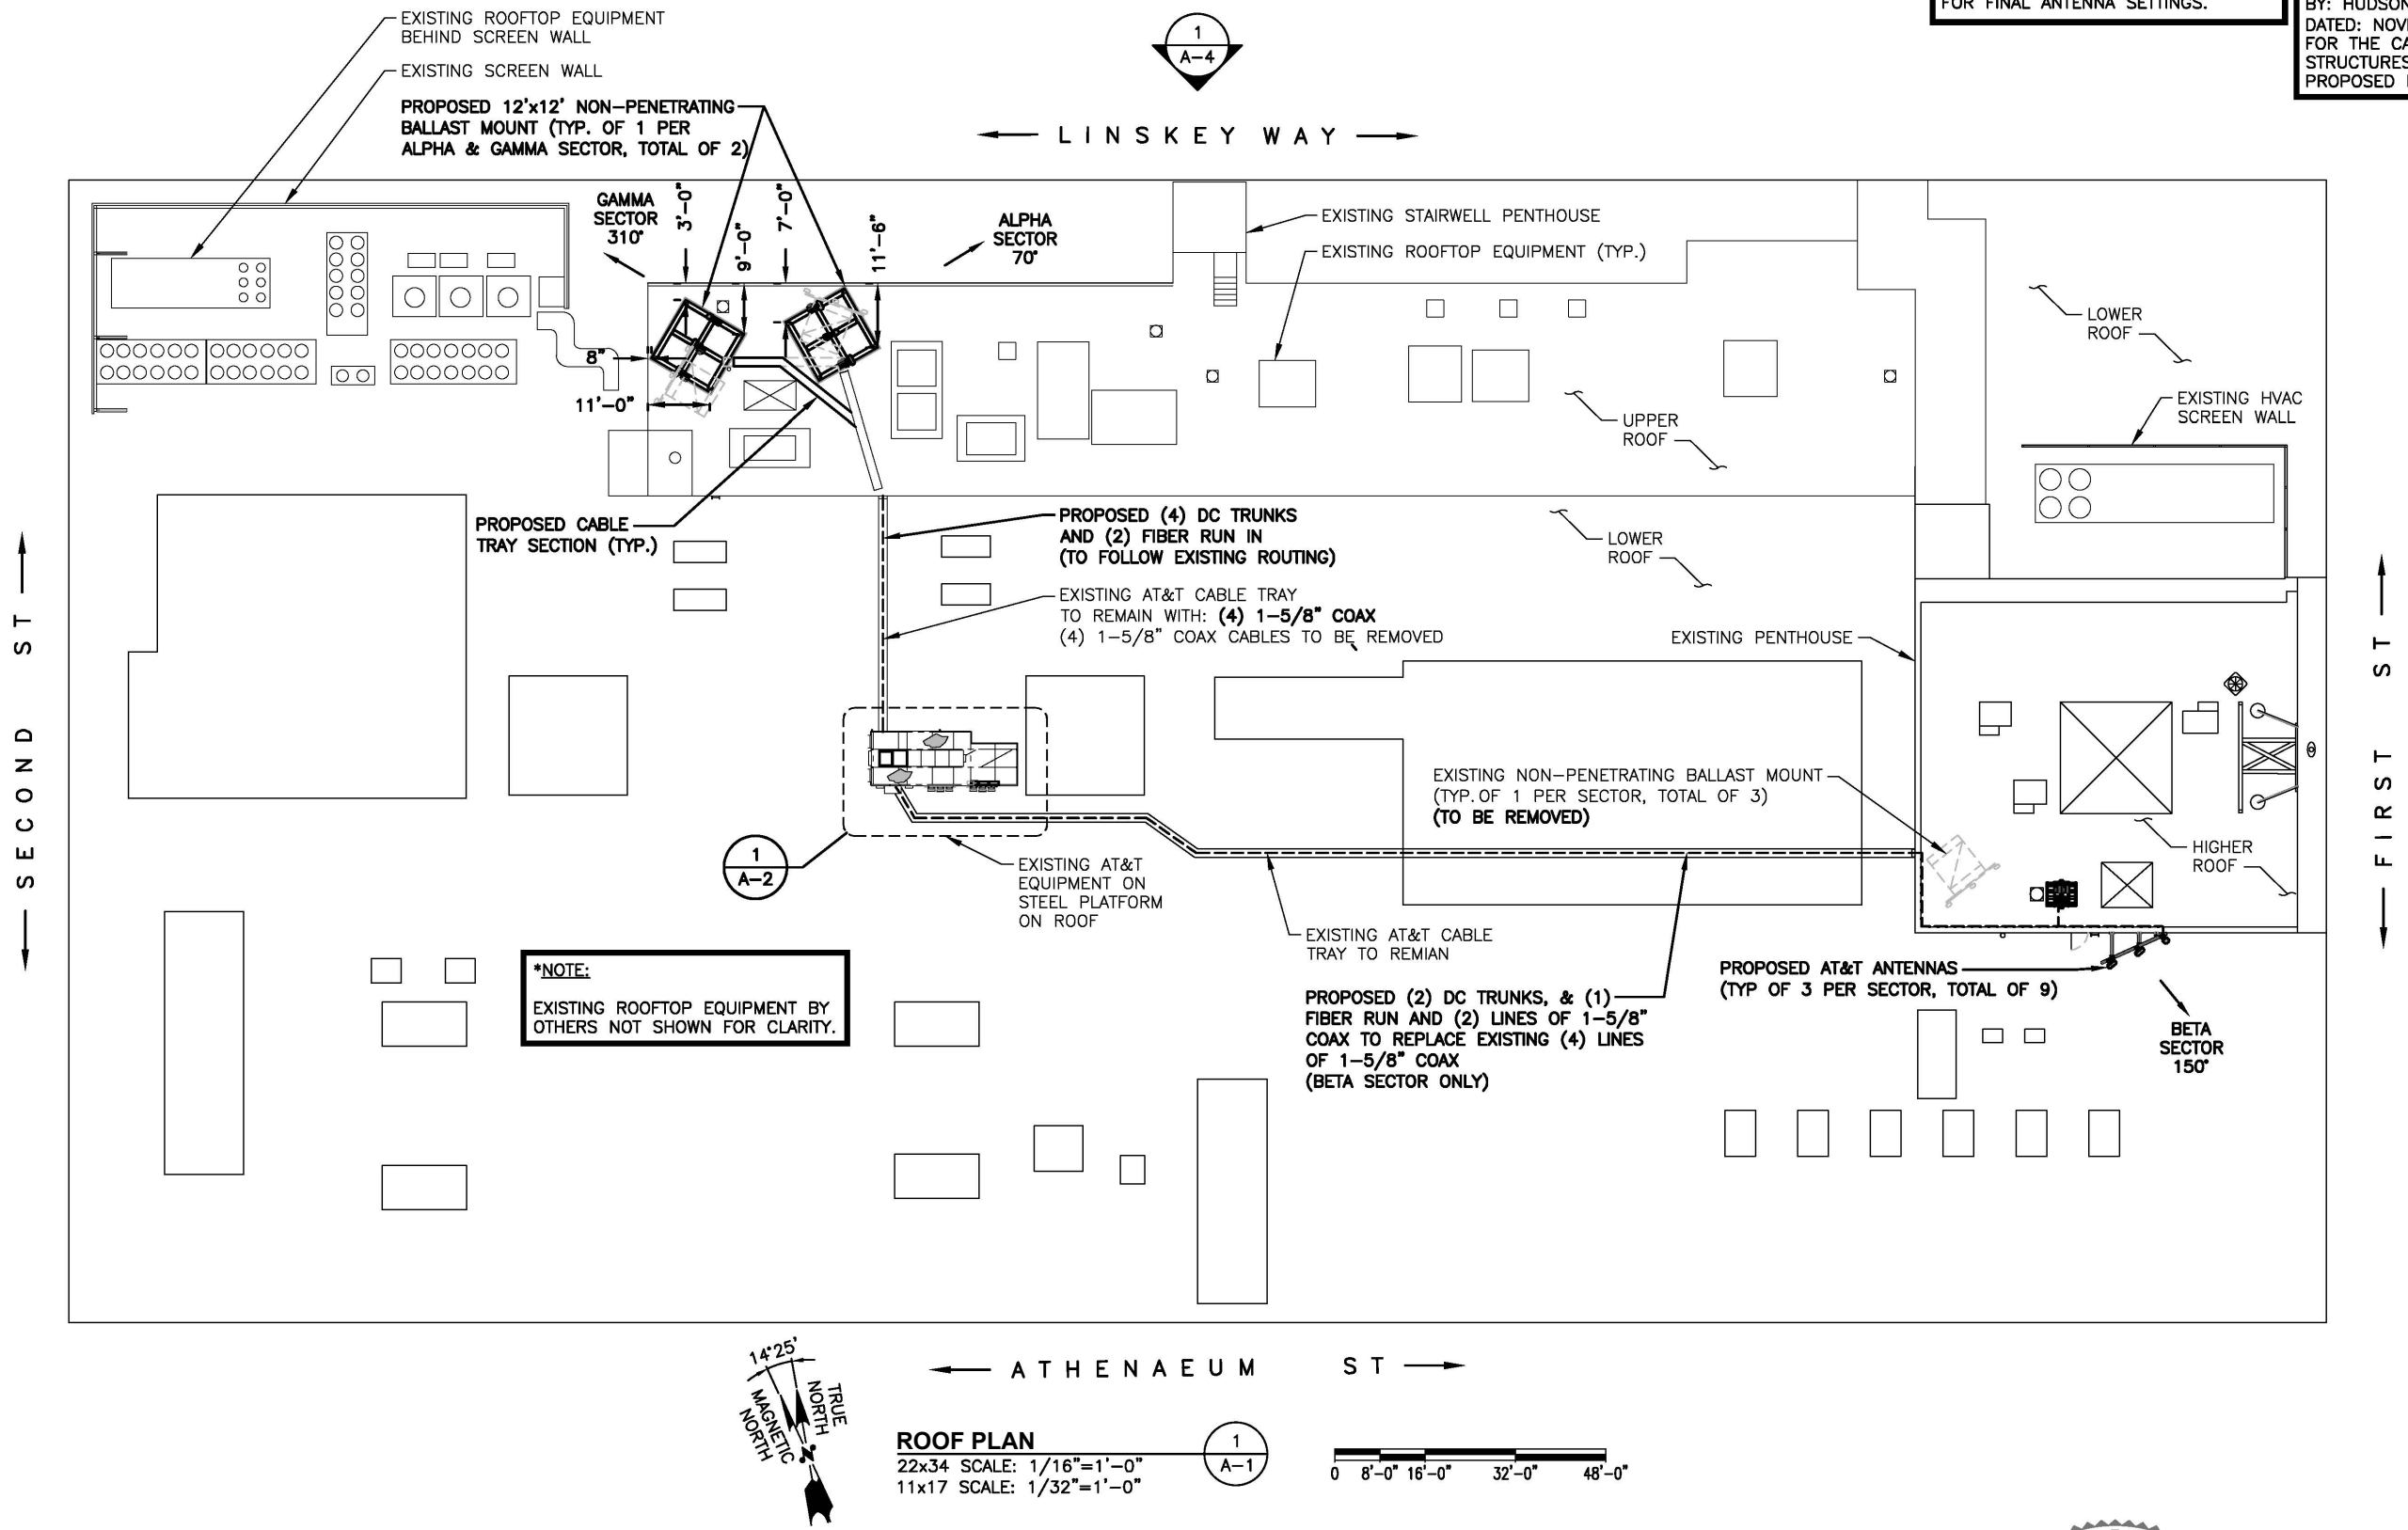 EXISTING ROOFTOP EQUIPMENT
BEHIND SCREEN WALL
EXISTING SCREEN WALL
PROPOSED 12'x12' NON-PENETRATING
BALLAST MOUNT (TYP. OF 1 PER
ALPHA & GAMMA SECTOR, TOTAL OF 2)
1
A-4
LINSKEY WAY
FOR FINAL ANTENNA SETTINGS.
BY: HUDSON
DATED: NOV
FOR THE
STRUCTURES
PROPOSED
GAMMA
SECTOR
310°
3'-0"
9'-0"
7'-0"
11'-6"
ALPHA
SECTOR
70°
EXISTING STAIRWELL PENTHOUSE
EXISTING ROOFTOP EQUIPMENT (TYP.)
LOWER
ROOF
8"
11'-0"
UPPER
ROOF
EXISTING HVAC
SCREEN WALL
PROPOSED CABLE
TRAY SECTION (TYP.)
PROPOSED (4) DC TRUNKS
AND (2) FIBER RUN IN
(TO FOLLOW EXISTING ROUTING)
LOWER
ROOF
EXISTING AT&T CABLE TRAY
TO REMAIN WITH: (4) 1-5/8" COAX
(4) 1-5/8" COAX CABLES TO BE REMOVED
EXISTING PENTHOUSE
SECOND ST
FIRST ST
EXISTING NON-PENETRATING BALLAST MOUNT
(TYP. OF 1 PER SECTOR, TOTAL OF 3)
(TO BE REMOVED)
1
A-2
EXISTING AT&T
EQUIPMENT ON
STEEL PLATFORM
ON ROOF
HIGHER
ROOF
EXISTING AT&T CABLE
TRAY TO REMIAN
*NOTE:
EXISTING ROOFTOP EQUIPMENT BY
OTHERS NOT SHOWN FOR CLARITY.
PROPOSED AT&T ANTENNAS
(TYP OF 3 PER SECTOR, TOTAL OF 9)
PROPOSED (2) DC TRUNKS, & (1)
FIBER RUN AND (2) LINES OF 1-5/8"
COAX TO REPLACE EXISTING (4) LINES
OF 1-5/8" COAX
(BETA SECTOR ONLY)
BETA
SECTOR
150°
14°25'
TRUE
NORTH
MAGNETIC
NORTH
N
ATHENAEUM ST
ROOF PLAN
22x34 SCALE: 1/16"=1'-0"
11x17 SCALE: 1/32"=1'-0"
1
A-1
0 8'-0" 16'-0" 32'-0" 48'-0"